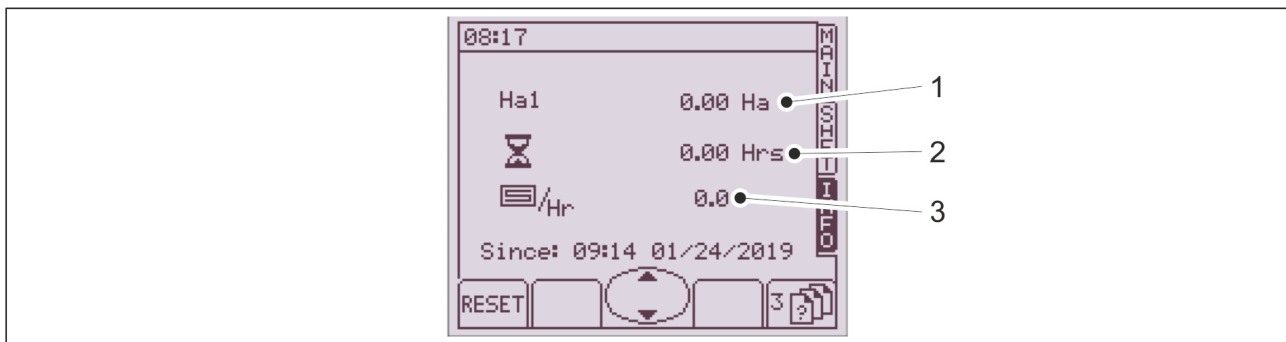 08:17
Ha1 0.00 Ha 1
0.00 Hrs 2
/Hr 0.0 3
Since: 09:14 01/24/2019
RESET 3 ?
MAIN SHFT
INFO